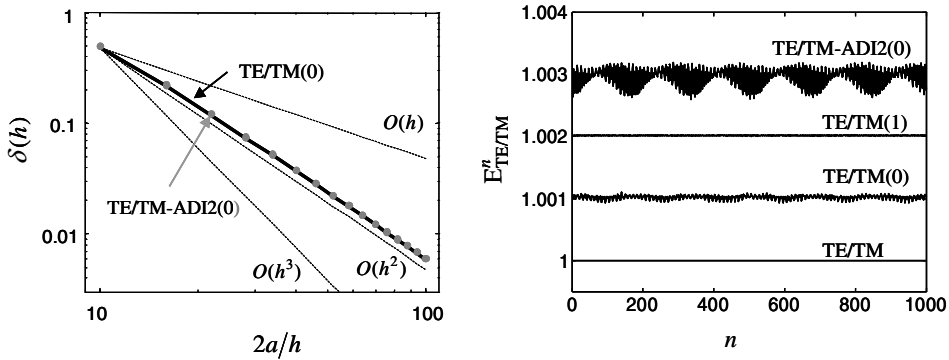 1
0.1
0.01
δ(h)
TE/TM(0)
O(h)
TE/TM-ADI2(0)
O(h³)
O(h²)
10
100
2a/h
1.004
1.003
1.002
1.001
1
E^n_TE/TM
TE/TM-ADI2(0)
TE/TM(1)
TE/TM(0)
TE/TM
0 200 400 600 800 1000
n